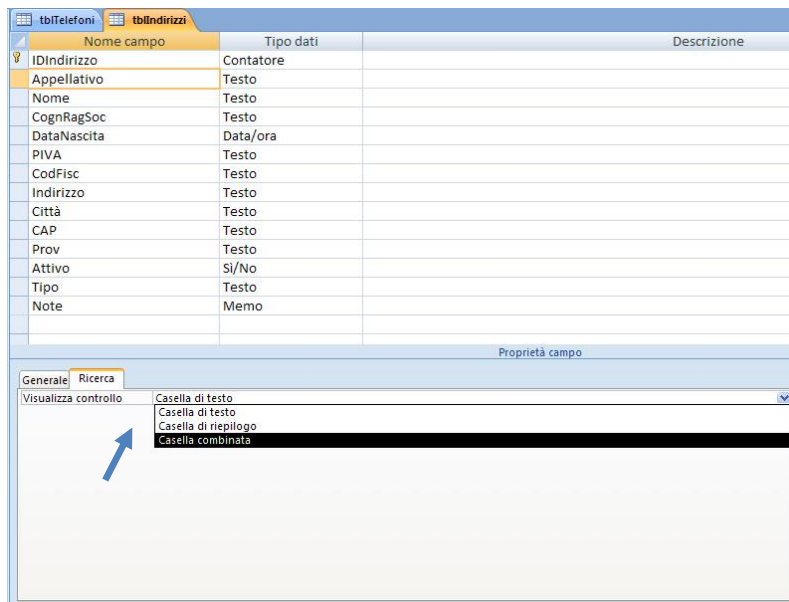 tblTelefoni tblIndirizzi
Nome campo Tipo dati Descrizione
IDIndirizzo Contatore
Appellativo Testo
Nome Testo
CognRagSoc Testo
DataNascita Data/ora
PIVA Testo
CodFisc Testo
Indirizzo Testo
Città Testo
CAP Testo
Prov Testo
Attivo Sì/No
Tipo Testo
Note Memo
Proprietà campo
Generale Ricerca
Visualizza controllo Casella di testo
Casella di testo
Casella di riepilogo
Casella combinata